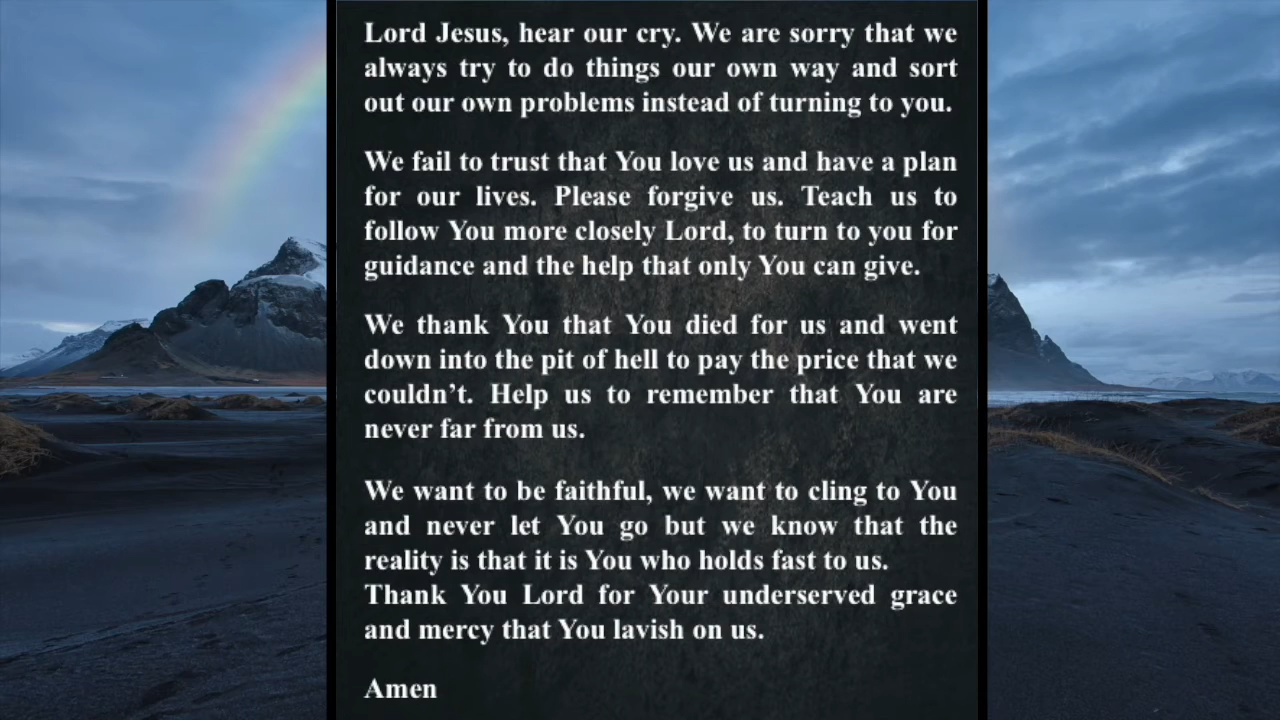 Lord Jesus, hear our cry. We are sorry that we
always try to do things our own way and sort
out our own problems instead of turning to you.
We fail to trust that You love us and have a plan
for our lives. Please forgive us. Teach us to
follow You more closely Lord, to turn to you for
guidance and the help that only You can give.
We thank You that You died for us and went
down into the pit of hell to pay the price that we
couldn’t. Help us to remember that You are
never far from us.
We want to be faithful, we want to cling to You
and never let You go but we know that the
reality is that it is You who holds fast to us.
Thank You Lord for Your underserved grace
and mercy that You lavish on us.
Amen